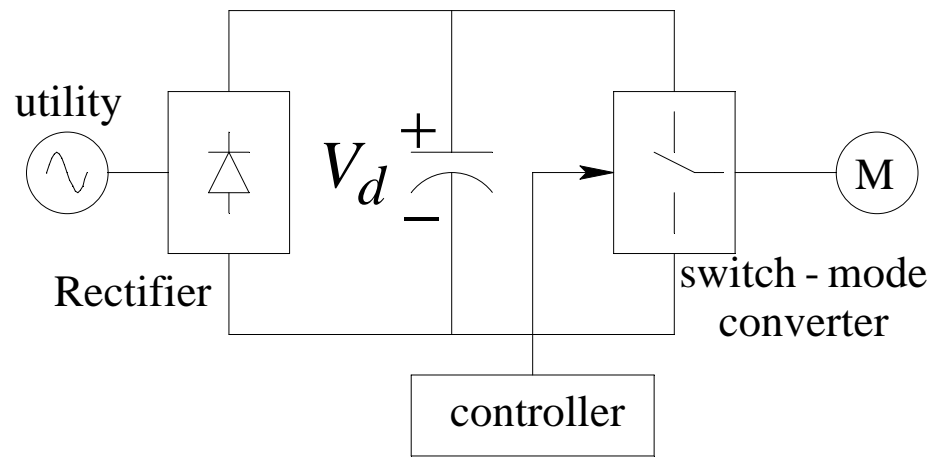 utility
Rectifier
+
V_d
−
M
switch - mode
converter
controller